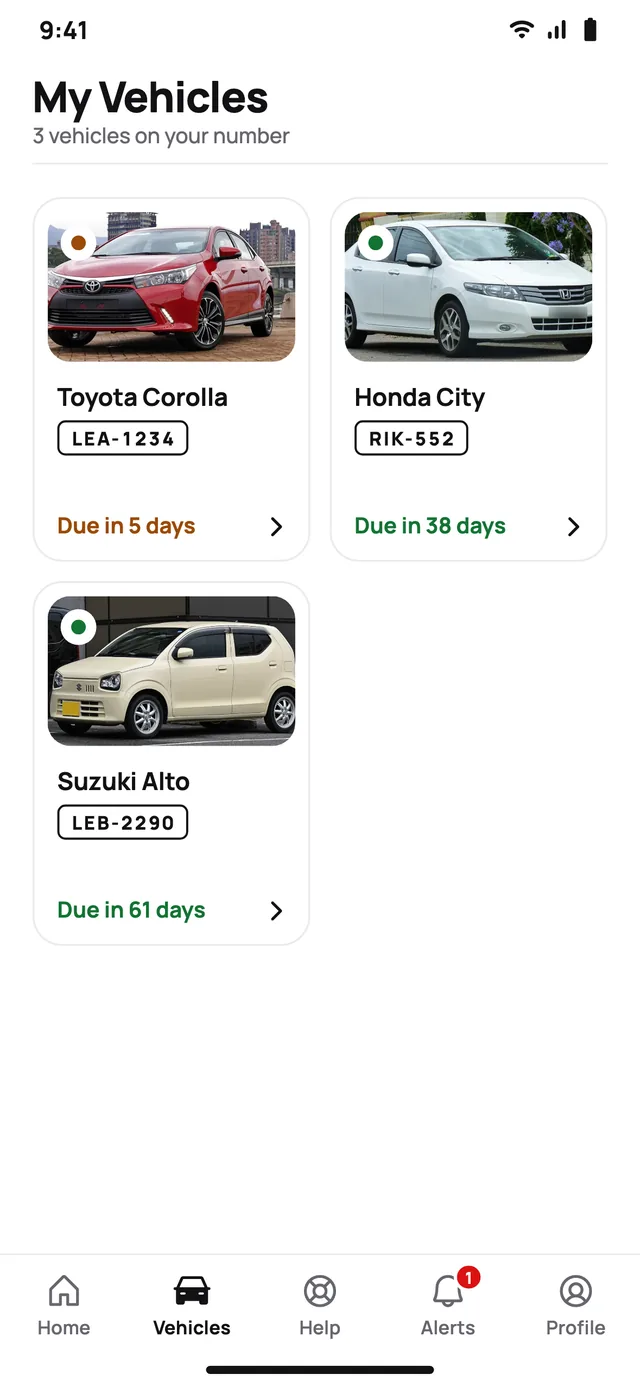 9:41
My Vehicles
3 vehicles on your number
Toyota Corolla
LEA-1234
Due in 5 days
Honda City
RIK-552
Due in 38 days
Suzuki Alto
LEB-2290
Due in 61 days
1
Home
Vehicles
Help
Alerts
Profile